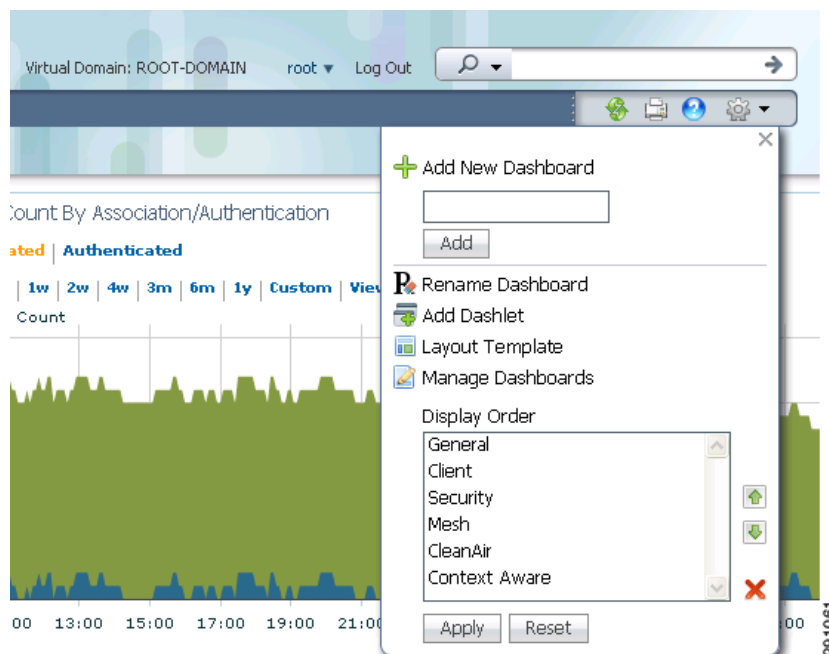 Virtual Domain: ROOT-DOMAIN root Log Out
Add New Dashboard
Count By Association/Authentication
Add
ated | Authenticated
Rename Dashboard
| 1w | 2w | 4w | 3m | 6m | 1y | Custom | View
Add Dashlet
Count
Layout Template
Manage Dashboards
Display Order
General
Client
Security
Mesh
CleanAir
Context Aware
00 13:00 15:00 17:00 19:00 21:00 :00
Apply Reset